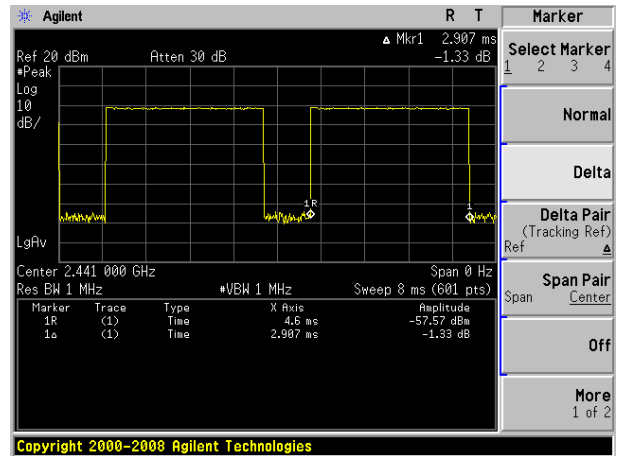 Agilent R T
Δ Mkr1 2.907 ms
Ref 20 dBm Atten 30 dB -1.33 dB
#Peak
Log
10
dB/
1R
1
LgAv
Center 2.441 000 GHz Span 0 Hz
Res BW 1 MHz #VBW 1 MHz Sweep 8 ms (601 pts)
Marker Trace Type X Axis Amplitude
1R (1) Time 4.6 ms -57.57 dBm
1Δ (1) Time 2.907 ms -1.33 dB
Copyright 2000-2008 Agilent Technologies
Marker
Select Marker
1 2 3 4
Normal
Delta
Delta Pair
(Tracking Ref)
Ref Δ
Span Pair
Span Center
Off
More
1 of 2